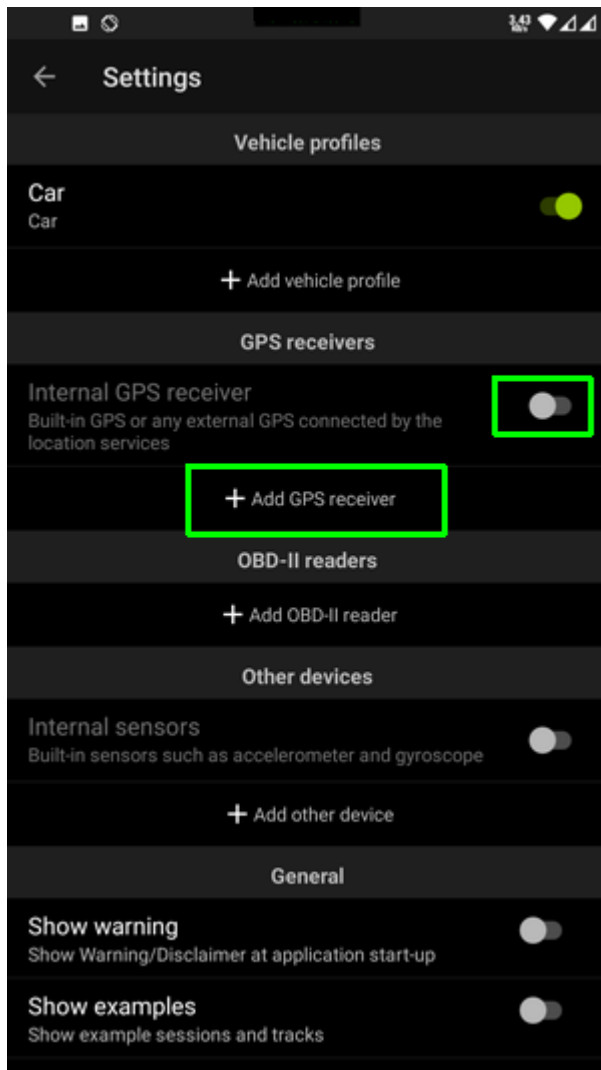 3,43
Settings
Vehicle profiles
Car
Car
+ Add vehicle profile
GPS receivers
Internal GPS receiver
Built-in GPS or any external GPS connected by the
location services
+ Add GPS receiver
OBD-II readers
+ Add OBD-II reader
Other devices
Internal sensors
Built-in sensors such as accelerometer and gyroscope
+ Add other device
General
Show warning
Show Warning/Disclaimer at application start-up
Show examples
Show example sessions and tracks